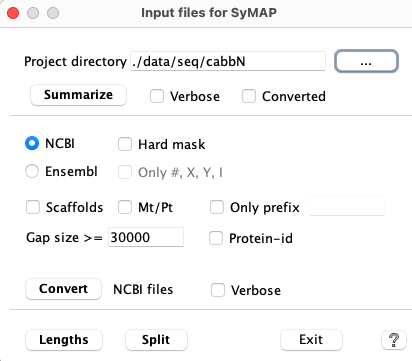 Input files for SyMAP
Project directory ./data/seq/cabbN ...
Summarize Verbose Converted
NCBI Hard mask
Ensembl Only #, X, Y, I
Scaffolds Mt/Pt Only prefix
Gap size >= 30000 Protein-id
Convert NCBI files Verbose
Lengths Split Exit ?